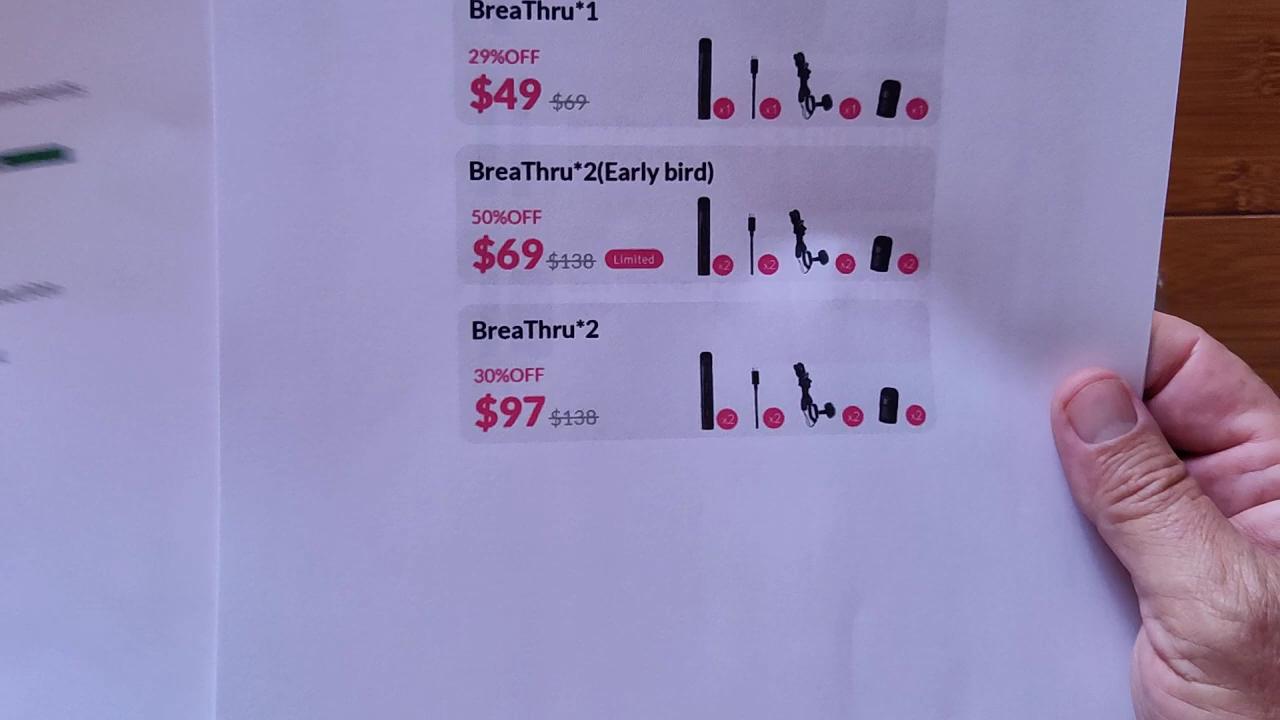 BreaThru*1
29%OFF
$49 $69
x1 x1 x1 x1
BreaThru*2(Early bird)
50%OFF
$69 $138 Limited
x2 x2 x2 x2
BreaThru*2
30%OFF
$97 $138
x2 x2 x2 x2